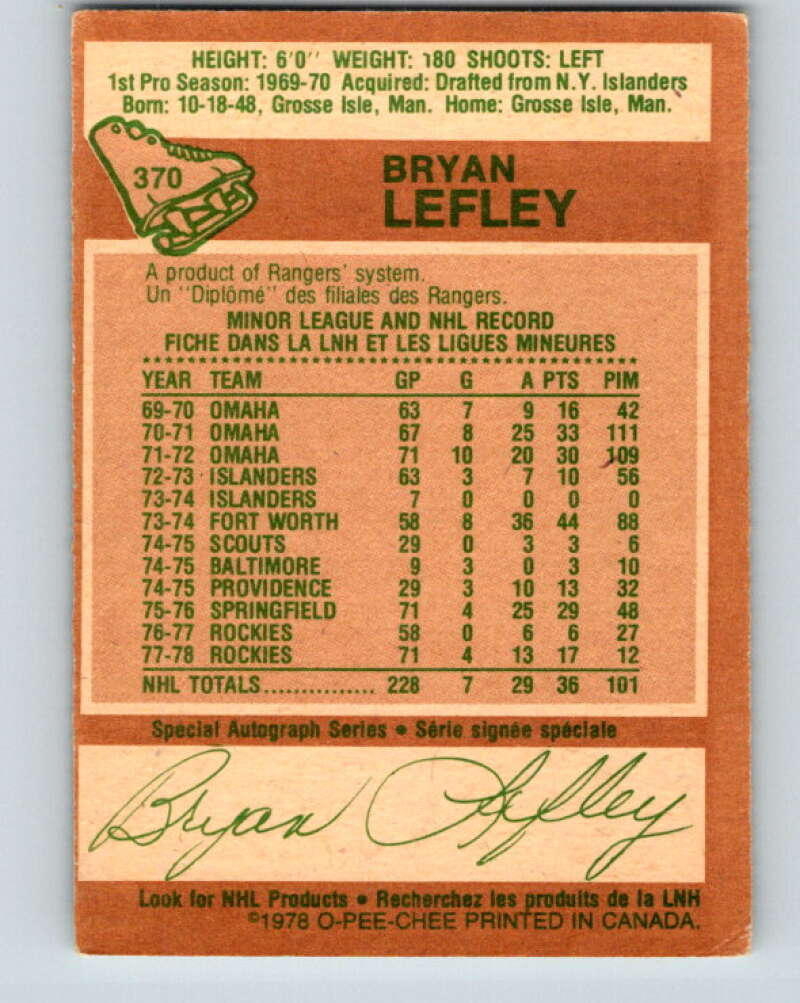 HEIGHT: 6'0'' WEIGHT: 180 SHOOTS: LEFT
1st Pro Season: 1969-70 Acquired: Drafted from N.Y. Islanders
Born: 10-18-48, Grosse Isle, Man. Home: Grosse Isle, Man.
370
BRYAN
LEFLEY
A product of Rangers' system.
Un "Diplômé" des filiales des Rangers.
MINOR LEAGUE AND NHL RECORD
FICHE DANS LA LNH ET LES LIGUES MINEURES
YEAR TEAM GP G A PTS PIM
69-70 OMAHA 63 7 9 16 42
70-71 OMAHA 67 8 25 33 111
71-72 OMAHA 71 10 20 30 109
72-73 ISLANDERS 63 3 7 10 56
73-74 ISLANDERS 7 0 0 0 0
73-74 FORT WORTH 58 8 36 44 88
74-75 SCOUTS 29 0 3 3 6
74-75 BALTIMORE 9 3 0 3 10
74-75 PROVIDENCE 29 3 10 13 32
75-76 SPRINGFIELD 71 4 25 29 48
76-77 ROCKIES 58 0 6 6 27
77-78 ROCKIES 71 4 13 17 12
NHL TOTALS............... 228 7 29 36 101
Special Autograph Series • Série signée spéciale
Bryan Lefley
Look for NHL Products • Recherchez les produits de la LNH
©1978 O-PEE-CHEE PRINTED IN CANADA.